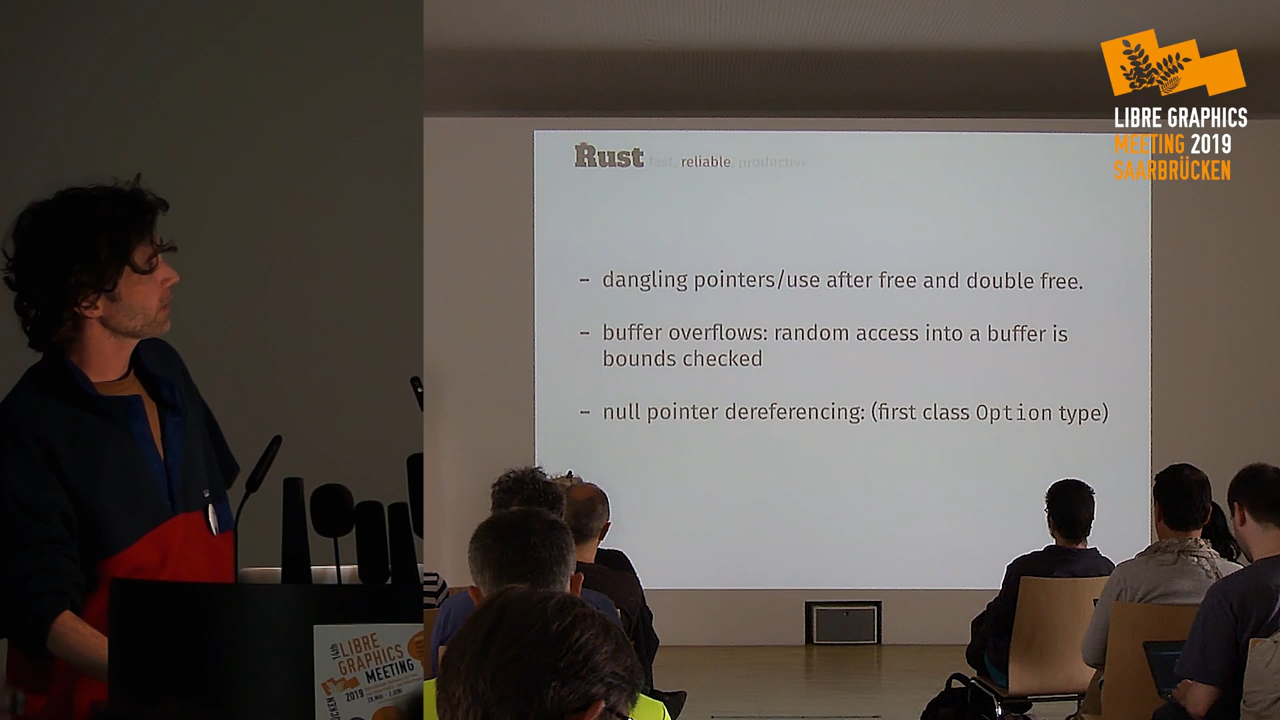 Rust fast, reliable, productive
– dangling pointers/use after free and double free.
– buffer overflows: random access into a buffer is
bounds checked
– null pointer dereferencing: (first class Option type)
LIBRE GRAPHICS
MEETING 2019
SAARBRÜCKEN
14th
LIBRE
GRAPHICS
MEETING
2019